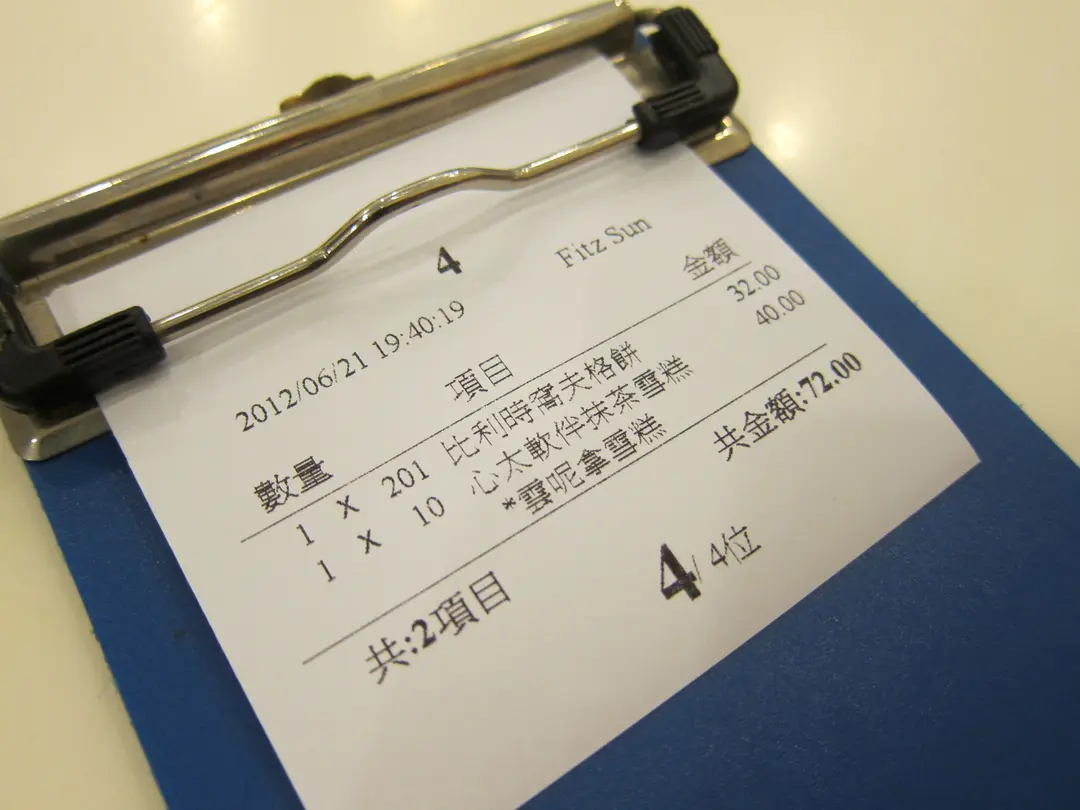 4
2012/06/21 19:40:19 Fitz Sun
數量 項目 金額
1 X 201 比利時窩夫格餅 32.00
1 X 10 心太軟伴抹茶雪糕 40.00
*雲呢拿雪糕
共:2項目 共金額:72.00
4/ 4位